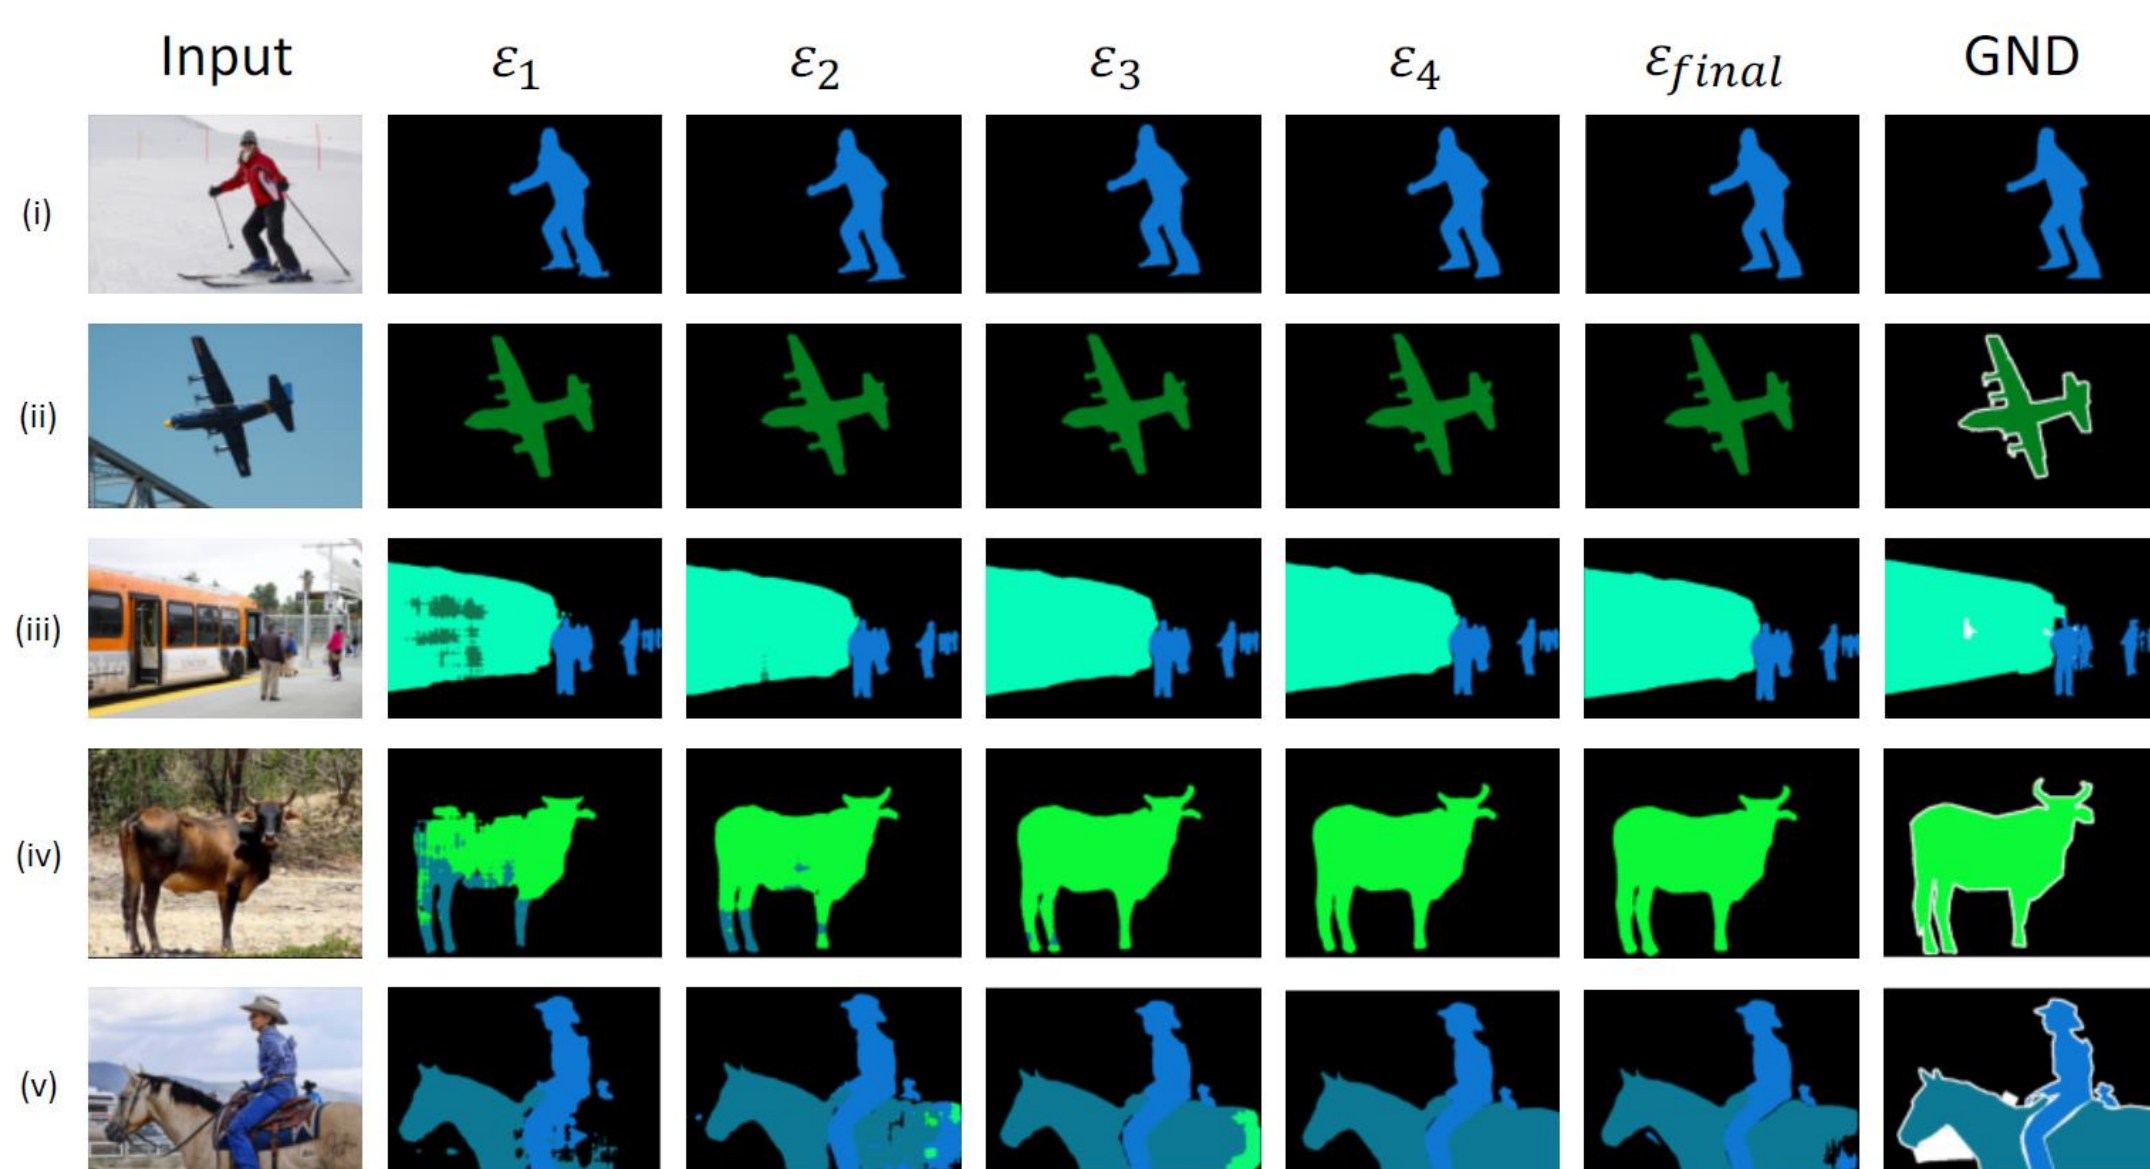 Input ε1 ε2 ε3 ε4 εfinal GND
(i)
(ii)
(iii)
(iv)
(v)